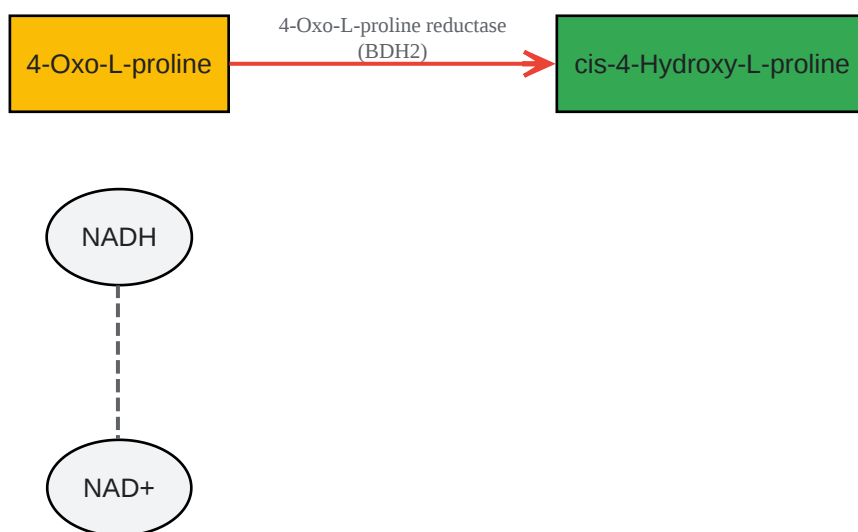 4-Oxo-L-proline reductase
(BDH2)
4-Oxo-L-proline
cis-4-Hydroxy-L-proline
NADH
NAD+